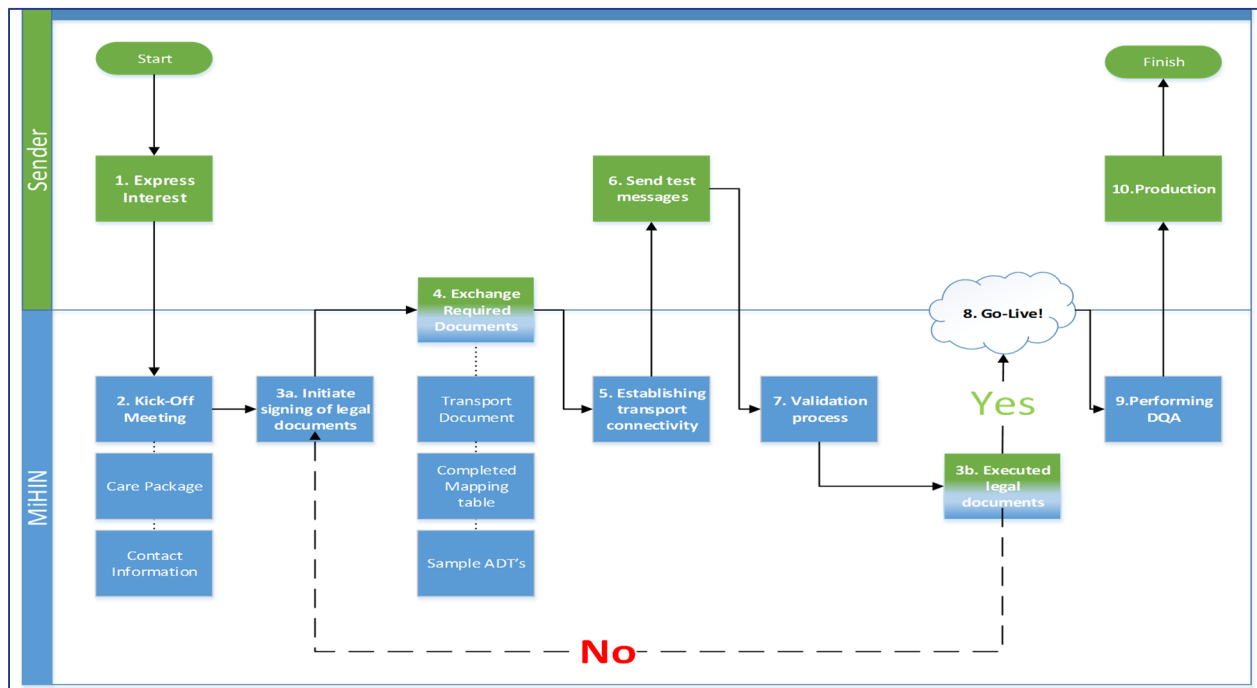 Sender
Start
Finish
1. Express
Interest
6. Send test
messages
10.Production
4. Exchange
Required
Documents
8. Go-Live!
MiHIN
2. Kick-Off
Meeting
3a. Initiate
signing of legal
documents
Transport
Document
5. Establishing
transport
connectivity
7. Validation
process
Yes
9.Performing
DQA
Care Package
Completed
Mapping
table
3b. Executed
legal
documents
Contact
Information
Sample ADT's
No